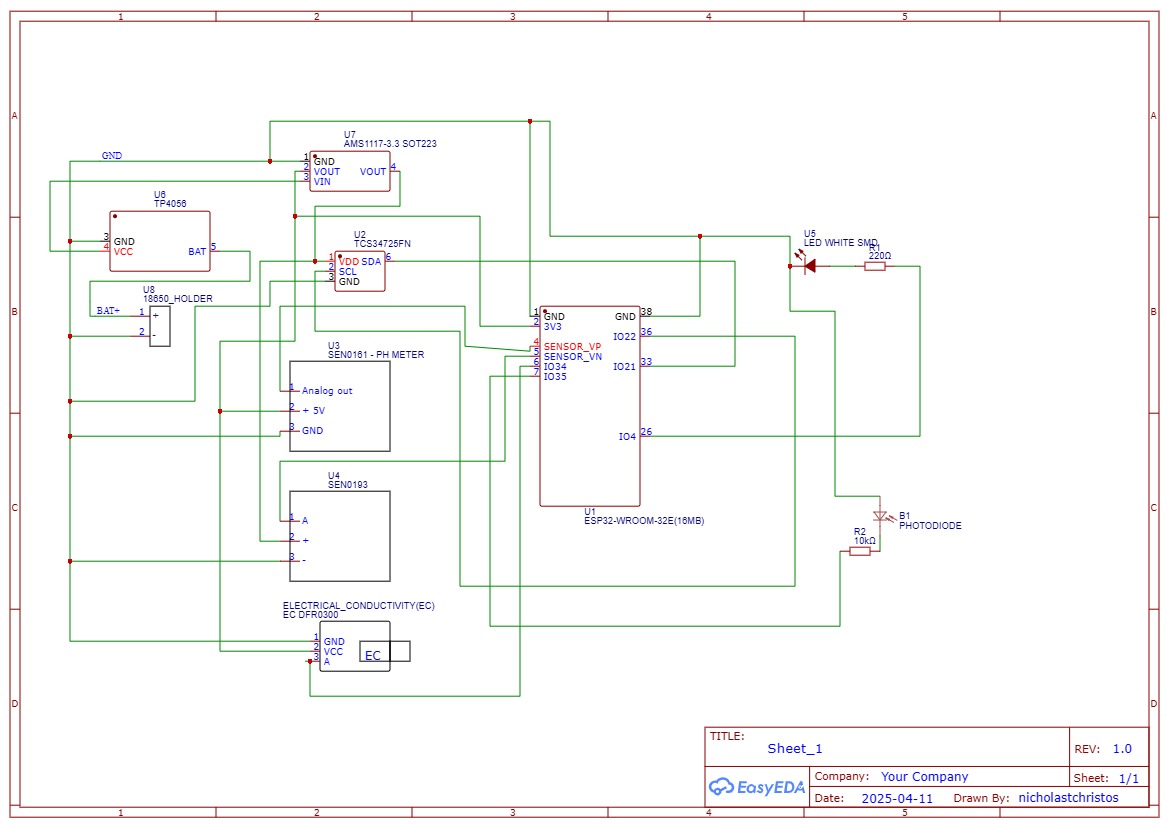 1 2 3 4 5
A A
B B
C C
D D
1 2 3 4 5
GND
U7
AMS1117-3.3 SOT223
1 GND
2 VOUT VOUT 4
3 VIN
U6
TP4056
3 GND
4 VCC BAT 5
U2
TCS34725FN
1 VDD SDA 6
2 SCL
3 GND
U8
18650_HOLDER
BAT+ 1 +
2 -
U5
LED WHITE SMD
R1
220Ω
1 GND GND 38
2 3V3
4 SENSOR_VP IO22 36
5 SENSOR_VN
6 IO34 IO21 33
7 IO35
IO4 26
U1
ESP32-WROOM-32E(16MB)
U3
SEN0161 - PH METER
1 Analog out
2 + 5V
3 GND
U4
SEN0193
1 A
2 +
3 -
B1
PHOTODIODE
R2
10kΩ
ELECTRICAL_CONDUCTIVITY(EC)
EC DFR0300
1 GND
2 VCC
3 A
EC
TITLE:
Sheet_1
REV: 1.0
EasyEDA
Company: Your Company
Sheet: 1/1
Date: 2025-04-11 Drawn By: nicholastchristos